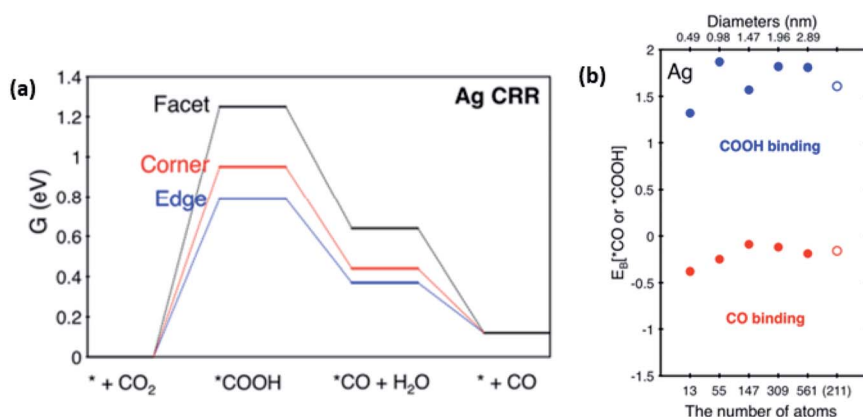 (a)
Ag CRR
G (eV)
1.4
1.2
1
0.8
0.6
0.4
0.2
0
Facet
Corner
Edge
* + CO₂
*COOH
*CO + H₂O
* + CO
(b)
Diameters (nm)
0.49 0.98 1.47 1.96 2.89
Ag
E_B[*CO or *COOH]
2
1.5
1
0.5
0
-0.5
-1
-1.5
COOH binding
CO binding
13 55 147 309 561 (211)
The number of atoms